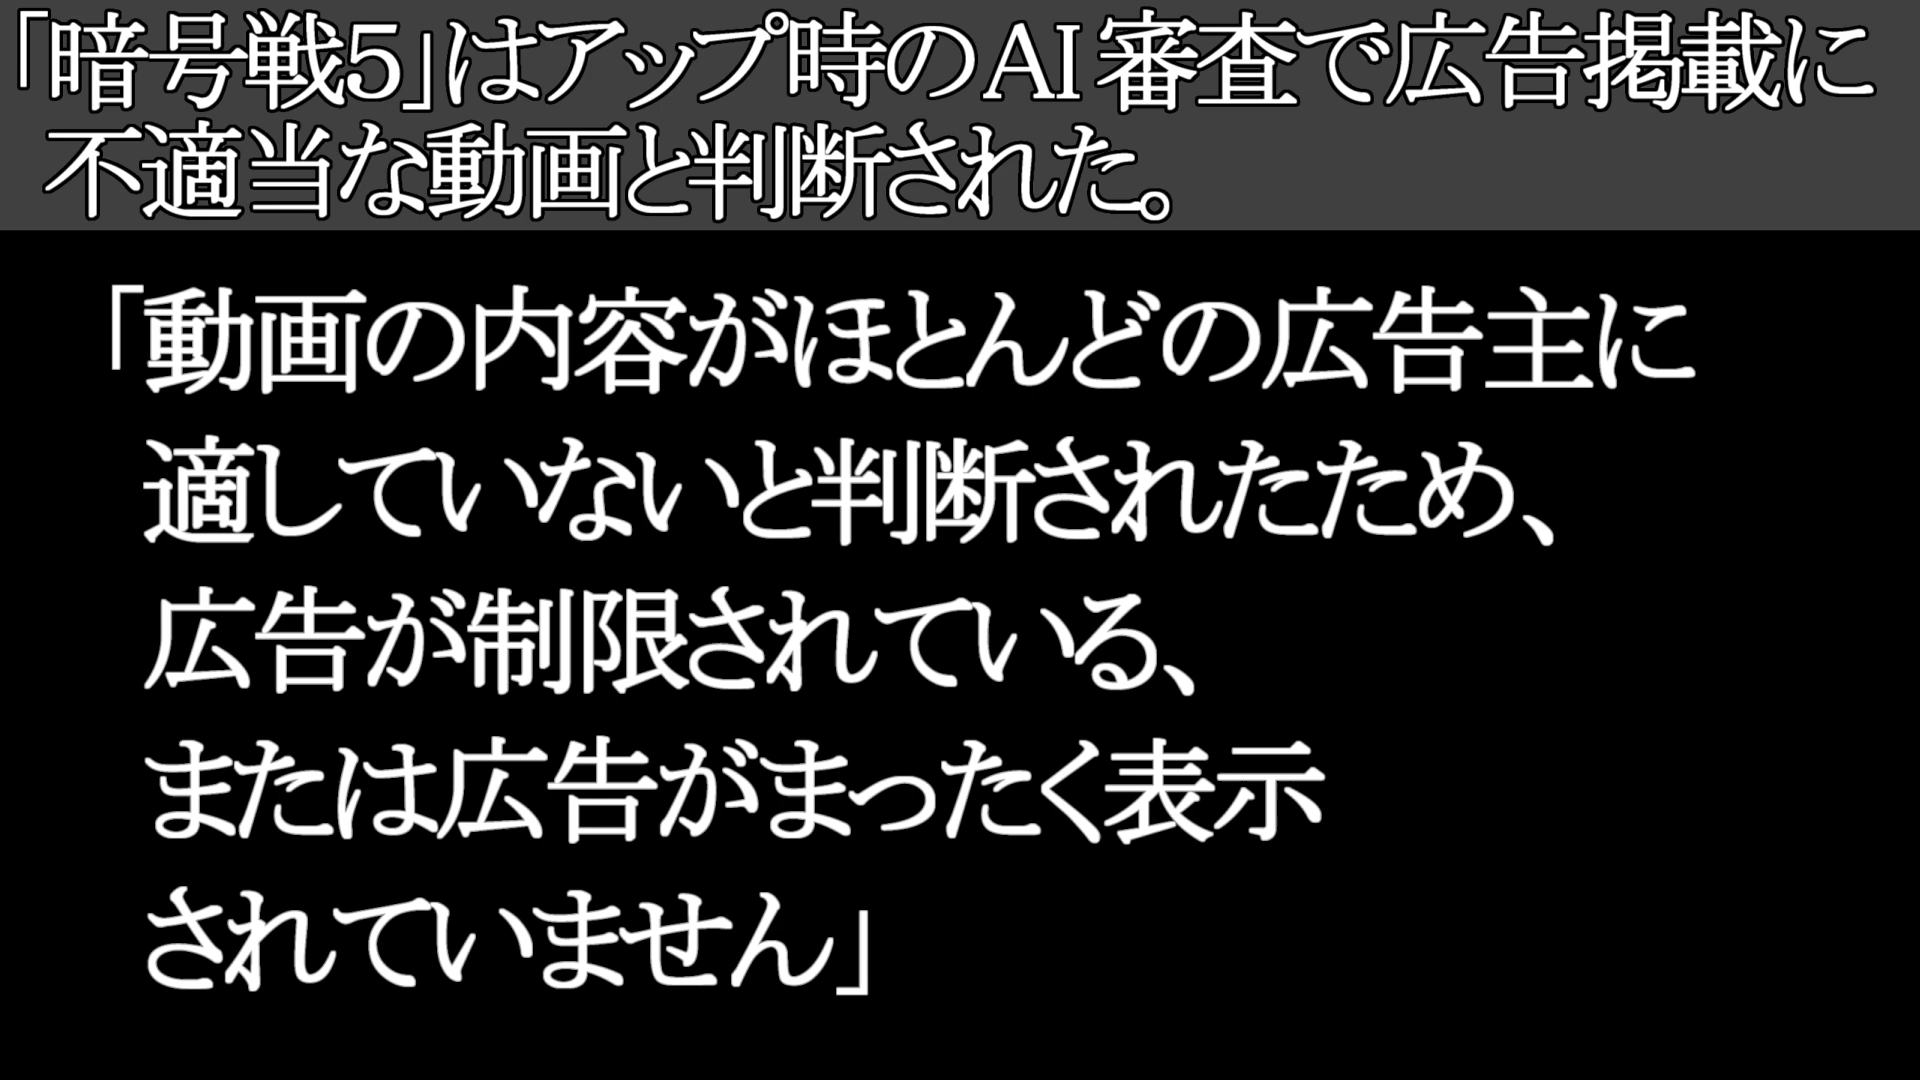 「暗号戦5」はアップ時のAI審査で広告掲載に
不適当な動画と判断された。
「動画の内容がほとんどの広告主に
適していないと判断されたため、
広告が制限されている、
または広告がまったく表示
されていません」